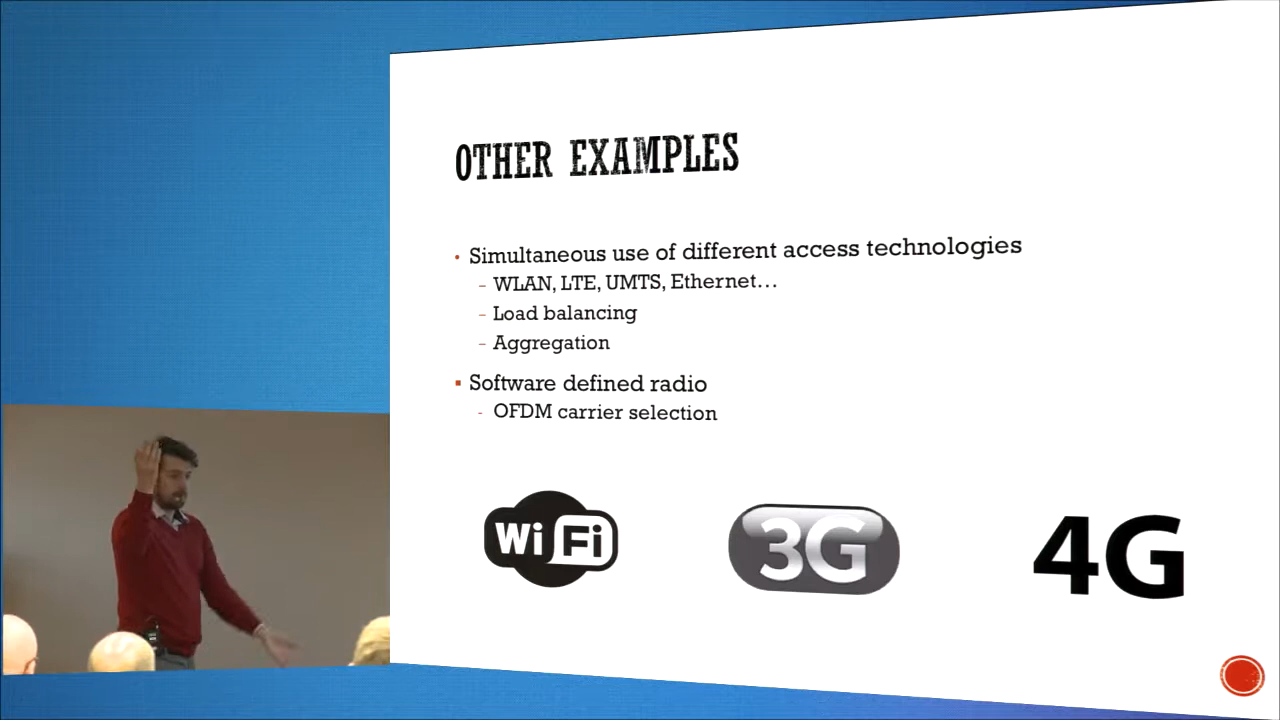 OTHER EXAMPLES
• Simultaneous use of different access technologies
– WLAN, LTE, UMTS, Ethernet...
– Load balancing
– Aggregation
▪ Software defined radio
- OFDM carrier selection
Wi Fi
3G
4G